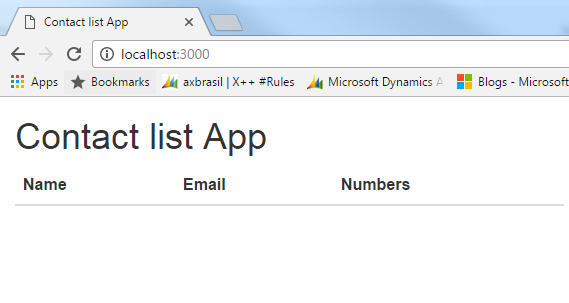 Contact list App
localhost:3000
Apps Bookmarks axbrasil | X++ #Rules Microsoft Dynamics A Blogs - Microsoft
Contact list App
Name Email Numbers